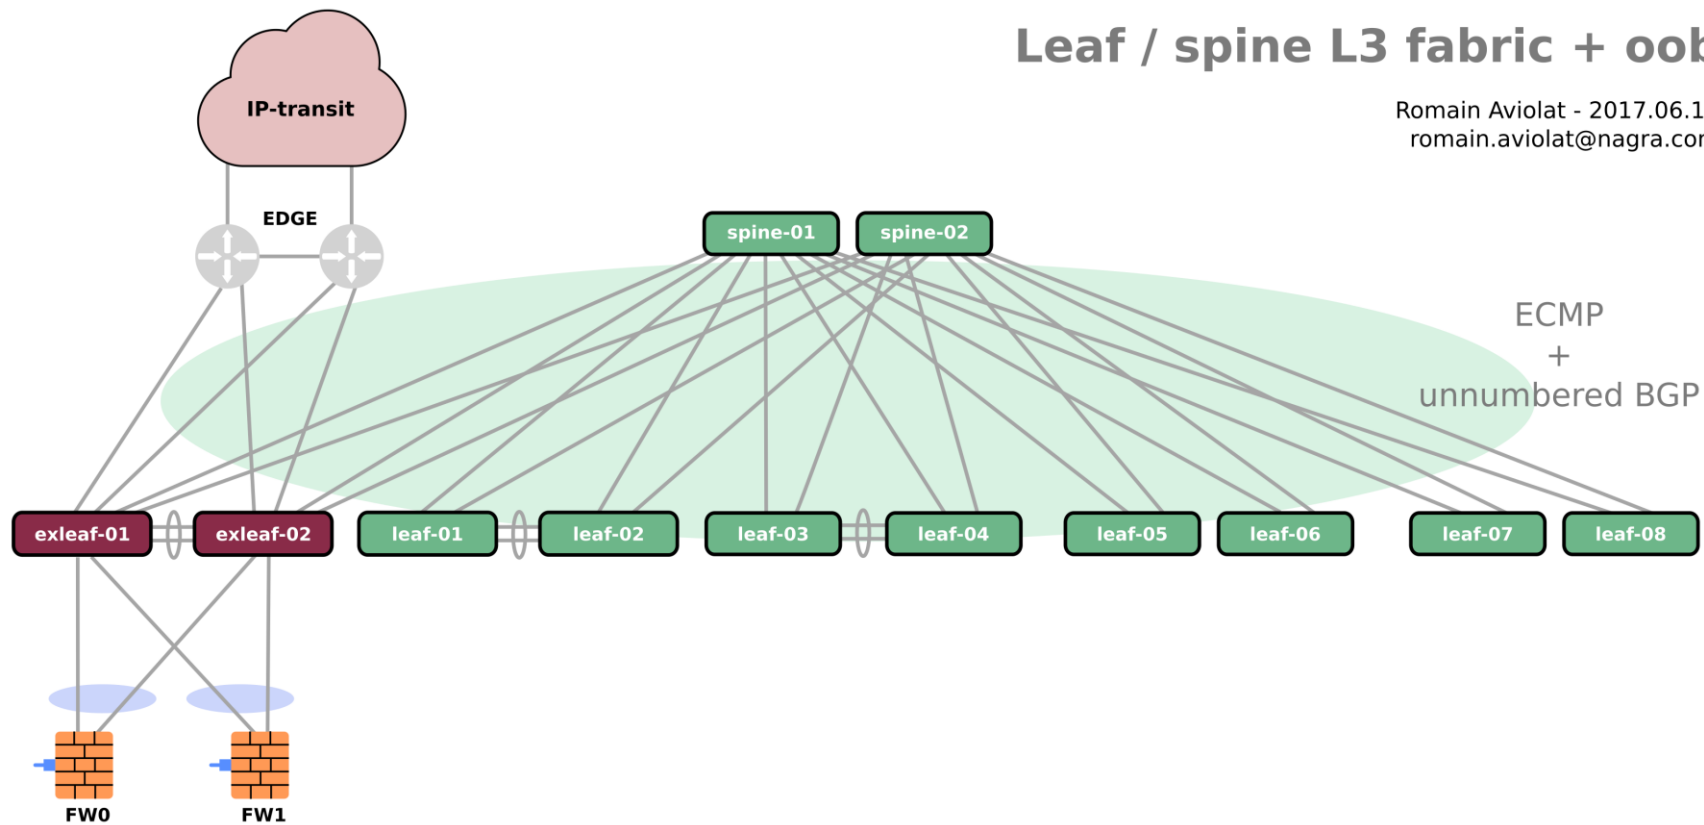 Leaf / spine L3 fabric + oob
Romain Aviolat - 2017.06.1
romain.aviolat@nagra.com
IP-transit
EDGE
spine-01
spine-02
ECMP
+
unnumbered BGP
exleaf-01
exleaf-02
leaf-01
leaf-02
leaf-03
leaf-04
leaf-05
leaf-06
leaf-07
leaf-08
FW0
FW1